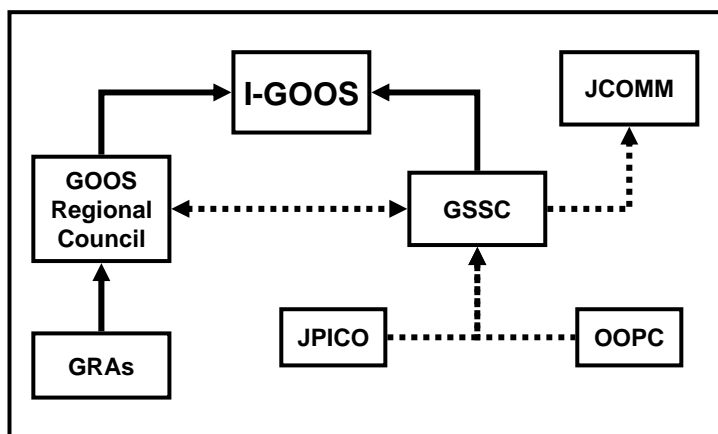 I-GOOS
JCOMM
GOOS
Regional
Council
GSSC
JPICO
OOPC
GRAs